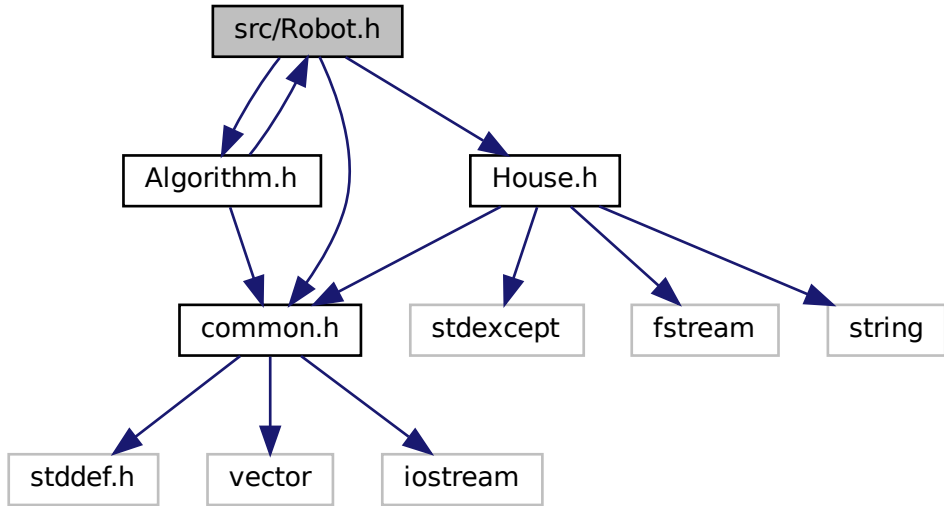 src/Robot.h
Algorithm.h
House.h
common.h
stdexcept
fstream
string
stddef.h
vector
iostream